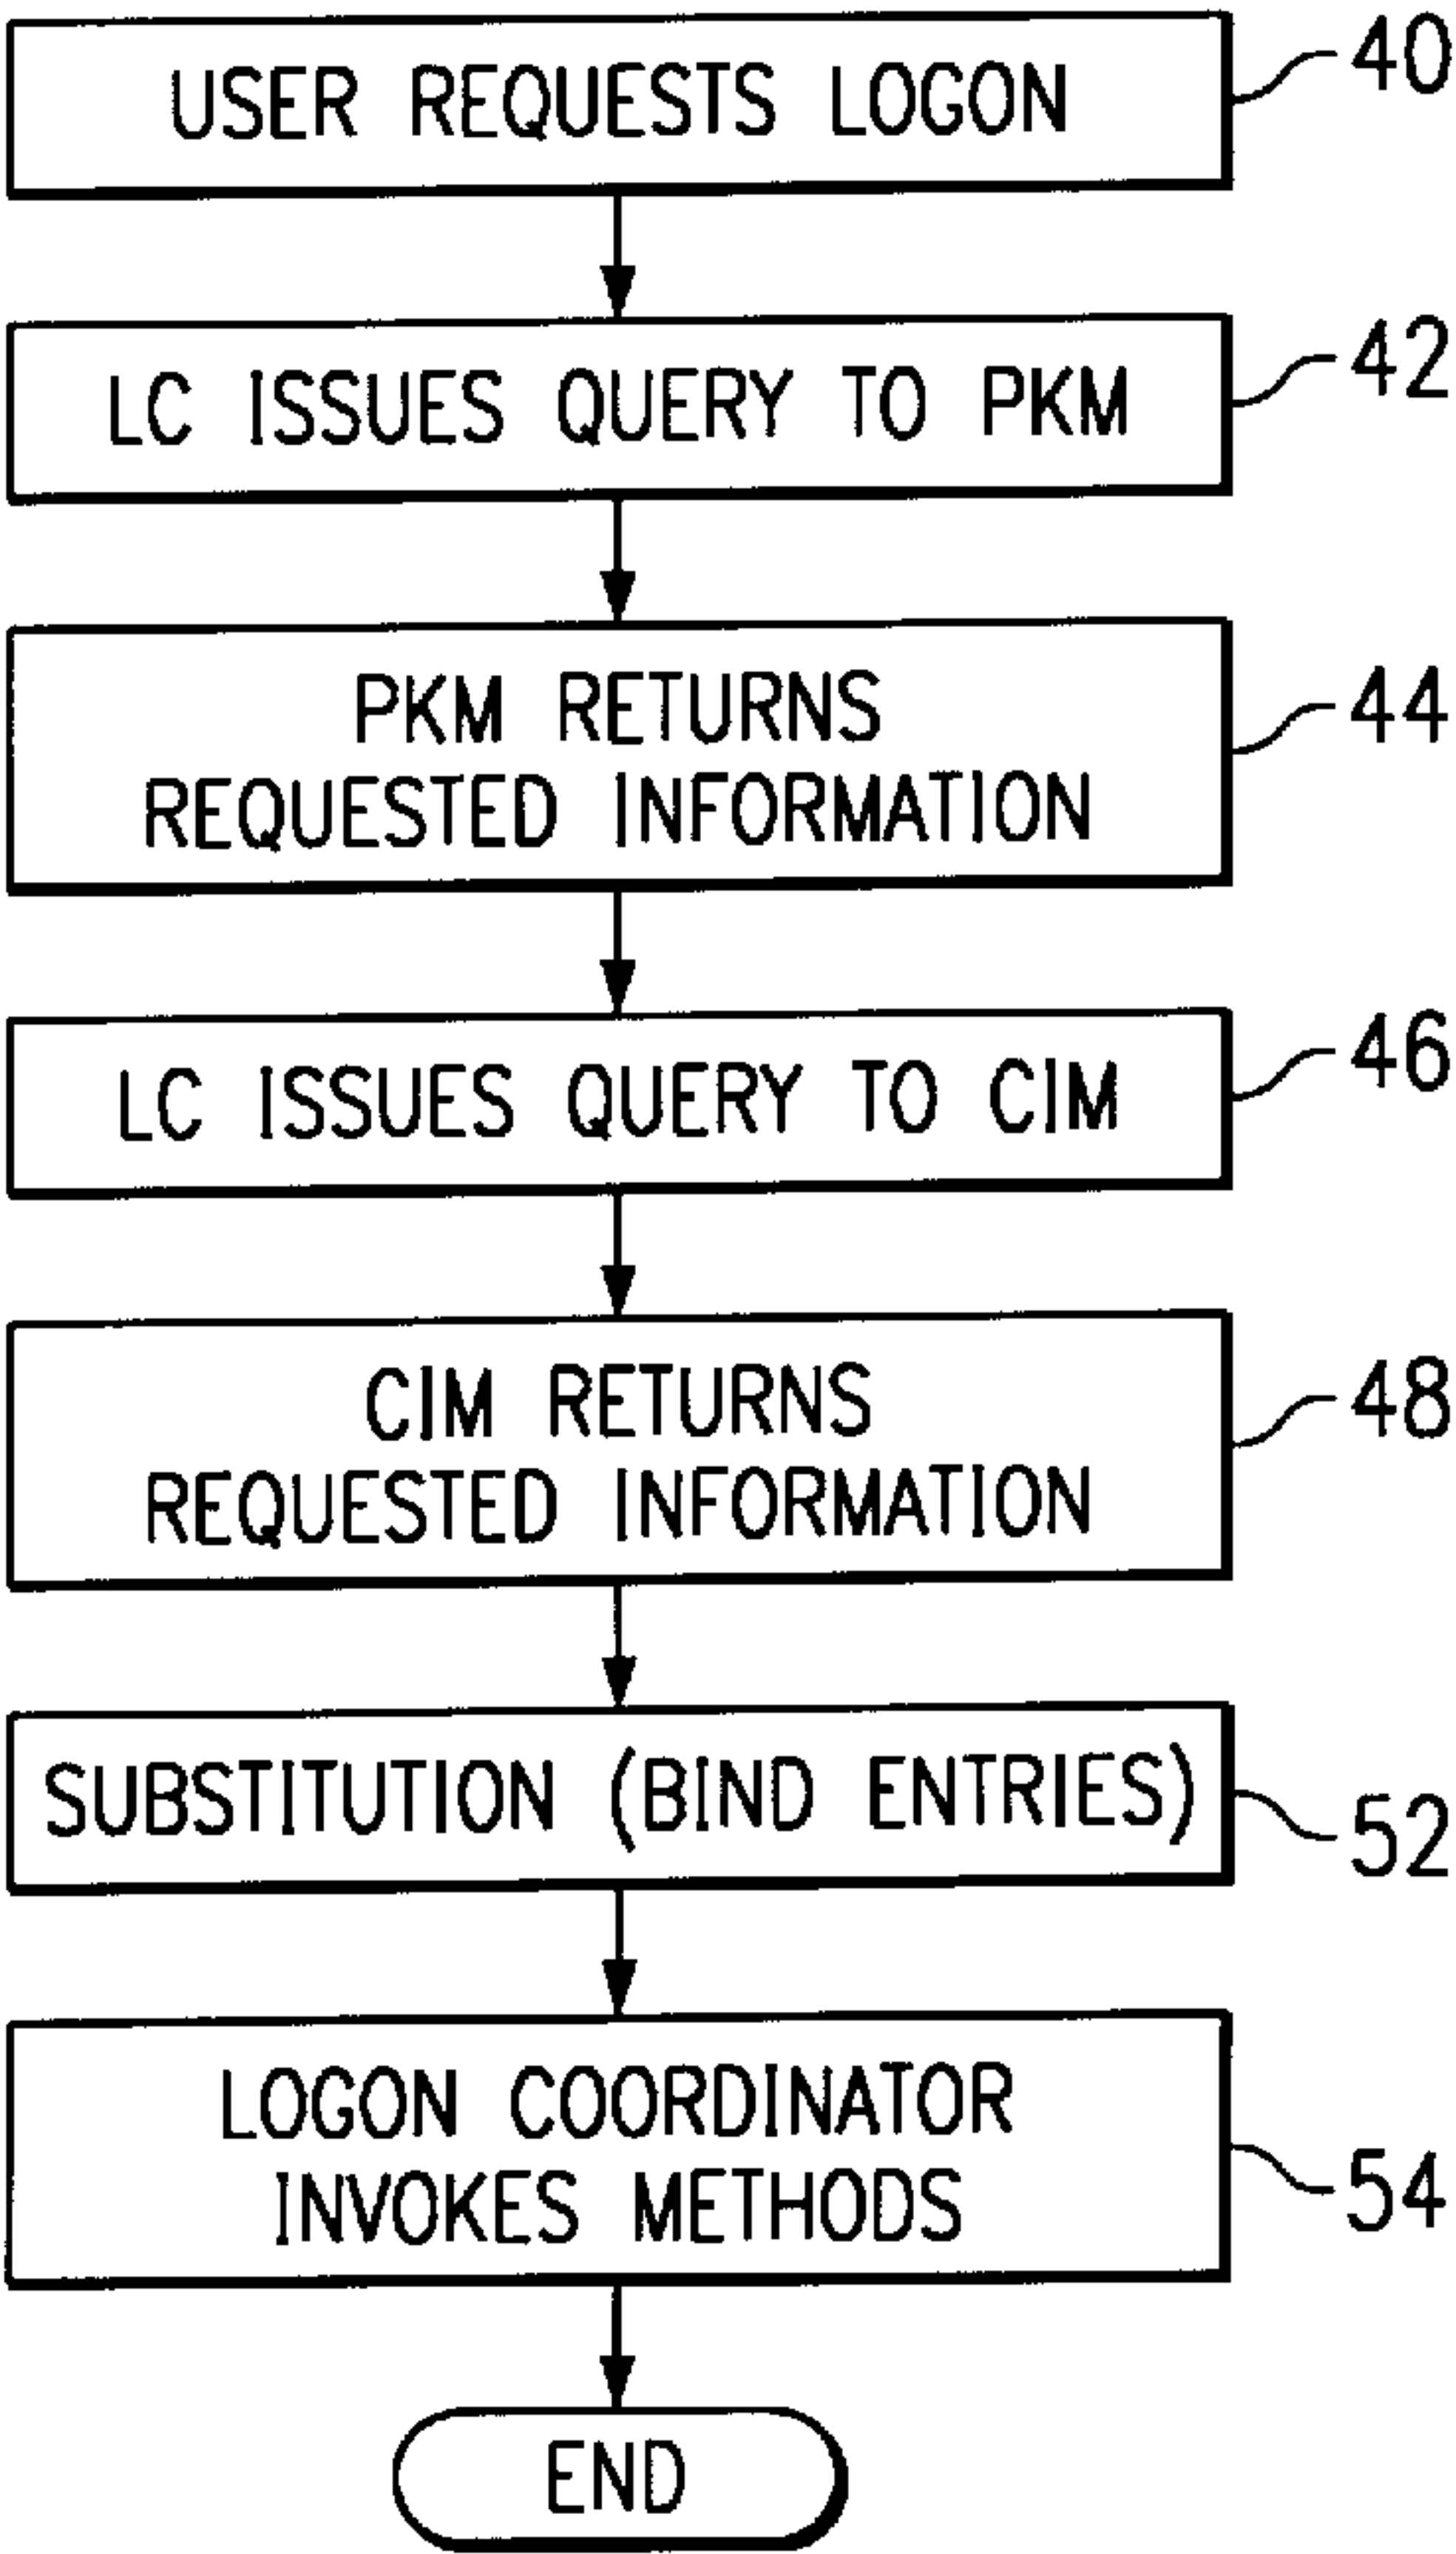 USER REQUESTS LOGON
40
LC ISSUES QUERY TO PKM
42
PKM RETURNS
REQUESTED INFORMATION
44
LC ISSUES QUERY TO CIM
46
CIM RETURNS
REQUESTED INFORMATION
48
SUBSTITUTION (BIND ENTRIES)
52
LOGON COORDINATOR
INVOKES METHODS
54
END